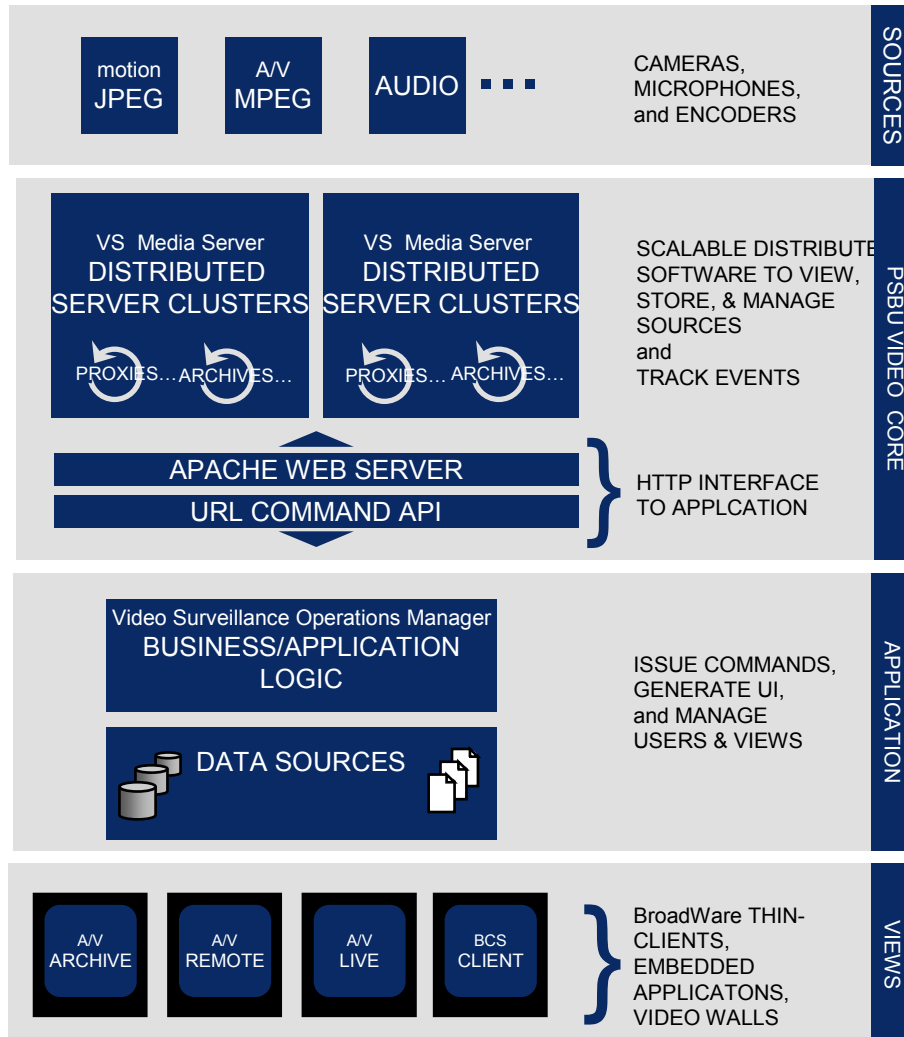 motion
JPEG
A/V
MPEG
AUDIO
CAMERAS,
MICROPHONES,
and ENCODERS
SOURCES
VS Media Server
DISTRIBUTED
SERVER CLUSTERS
PROXIES...
ARCHIVES...
VS Media Server
DISTRIBUTED
SERVER CLUSTERS
PROXIES...
ARCHIVES...
SCALABLE DISTRIBUTE
SOFTWARE TO VIEW,
STORE, & MANAGE
SOURCES
and
TRACK EVENTS
PSBU VIDEO CORE
APACHE WEB SERVER
URL COMMAND API
HTTP INTERFACE
TO APPLCATION
Video Surveillance Operations Manager
BUSINESS/APPLICATION
LOGIC
DATA SOURCES
ISSUE COMMANDS,
GENERATE UI,
and MANAGE
USERS & VIEWS
APPLICATION
A/V
ARCHIVE
A/V
REMOTE
A/V
LIVE
BCS
CLIENT
BroadWare THIN-
CLIENTS,
EMBEDDED
APPLICATONS,
VIDEO WALLS
VIEWS